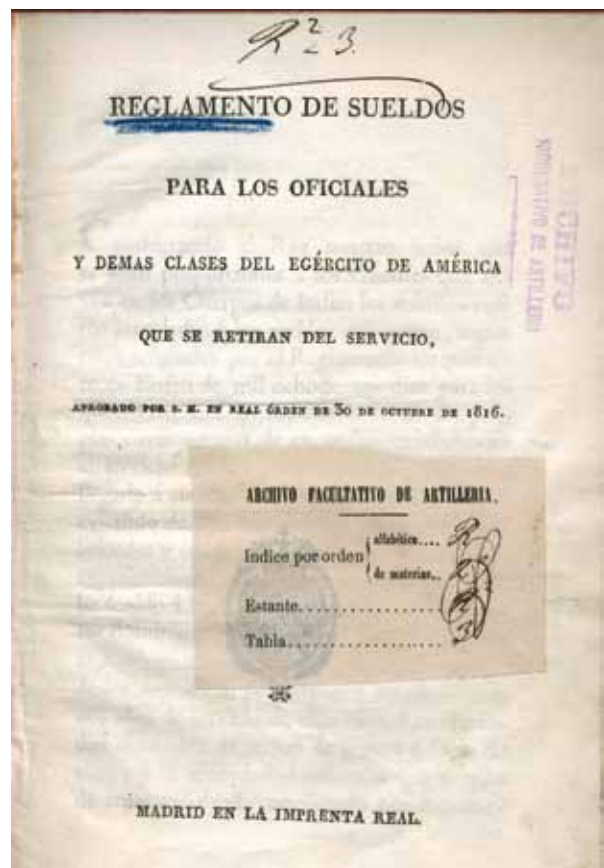 R 2 3.
REGLAMENTO DE SUELDOS
PARA LOS OFICIALES
Y DEMAS CLASES DEL EGÉRCITO DE AMÉRICA
QUE SE RETIRAN DEL SERVICIO,
APROBADO POR S. M. EN REAL ÓRDEN DE 30 DE OCTUBRE DE 1816.
ARCHIVO FACULTATIVO DE ARTILLERIA.
Indice por orden
alfabético.... R
de materias.. 2
Estante..................
Tabla.................. 3
MADRID EN LA IMPRENTA REAL.